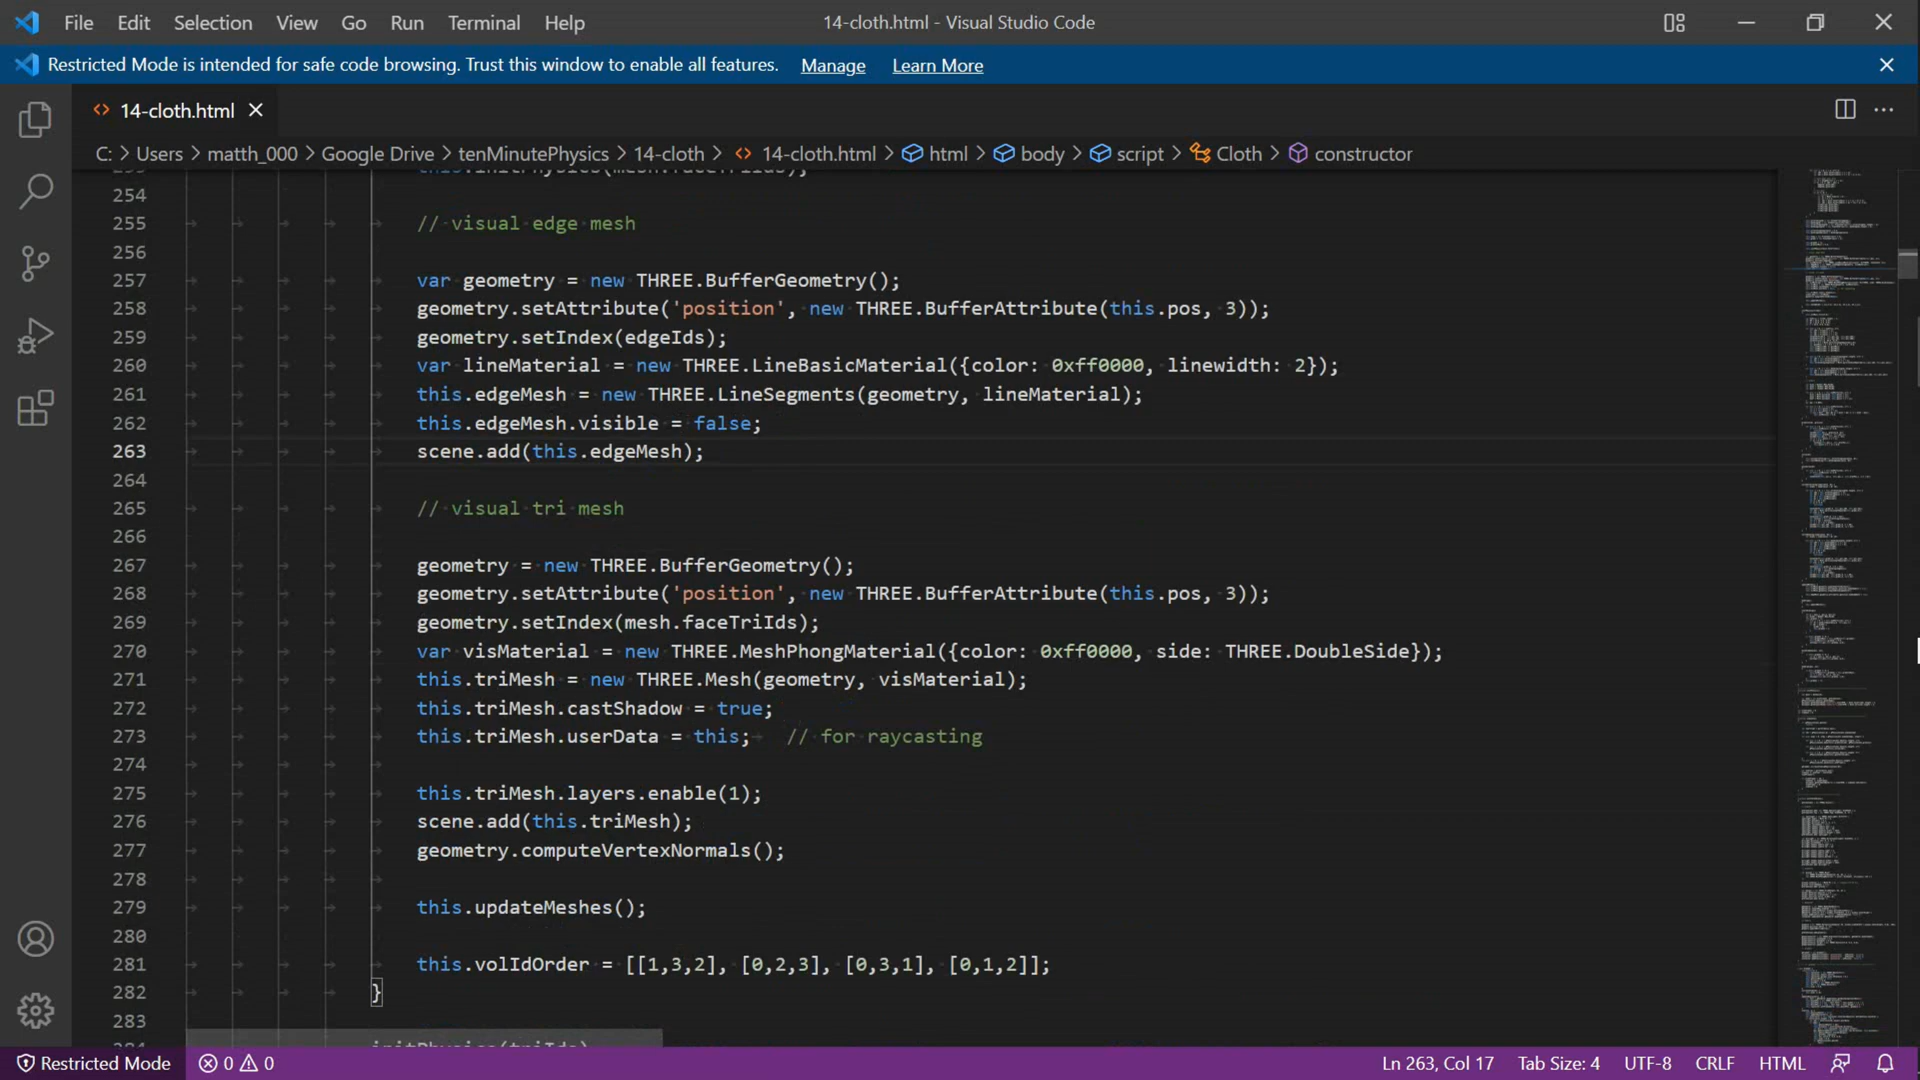 File Edit Selection View Go Run Terminal Help 14-cloth.html - Visual Studio Code
Restricted Mode is intended for safe code browsing. Trust this window to enable all features. Manage Learn More
14-cloth.html
C: > Users > matth_000 > Google Drive > tenMinutePhysics > 14-cloth > 14-cloth.html > html > body > script > Cloth > constructor
254
255 // visual edge mesh
256
257 var geometry = new THREE.BufferGeometry();
258 geometry.setAttribute('position', new THREE.BufferAttribute(this.pos, 3));
259 geometry.setIndex(edgeIds);
260 var lineMaterial = new THREE.LineBasicMaterial({color: 0xff0000, linewidth: 2});
261 this.edgeMesh = new THREE.LineSegments(geometry, lineMaterial);
262 this.edgeMesh.visible = false;
263 scene.add(this.edgeMesh);
264
265 // visual tri mesh
266
267 geometry = new THREE.BufferGeometry();
268 geometry.setAttribute('position', new THREE.BufferAttribute(this.pos, 3));
269 geometry.setIndex(mesh.faceTriIds);
270 var visMaterial = new THREE.MeshPhongMaterial({color: 0xff0000, side: THREE.DoubleSide});
271 this.triMesh = new THREE.Mesh(geometry, visMaterial);
272 this.triMesh.castShadow = true;
273 this.triMesh.userData = this; // for raycasting
274
275 this.triMesh.layers.enable(1);
276 scene.add(this.triMesh);
277 geometry.computeVertexNormals();
278
279 this.updateMeshes();
280
281 this.volIdOrder = [[1,3,2], [0,2,3], [0,3,1], [0,1,2]];
282 }
283
Restricted Mode 0 0 Ln 263, Col 17 Tab Size: 4 UTF-8 CRLF HTML